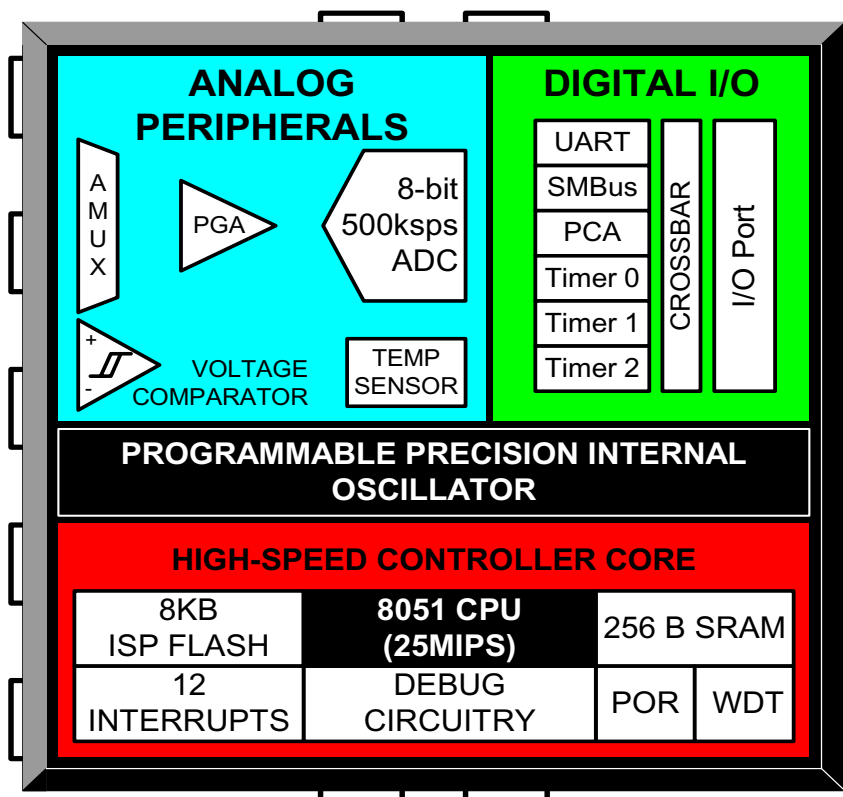 ANALOG
PERIPHERALS
A
M
U
X
PGA
8-bit
500ksps
ADC
+
-
VOLTAGE
COMPARATOR
TEMP
SENSOR
DIGITAL I/O
UART
SMBus
PCA
Timer 0
Timer 1
Timer 2
CROSSBAR
I/O Port
PROGRAMMABLE PRECISION INTERNAL
OSCILLATOR
HIGH-SPEED CONTROLLER CORE
8KB
ISP FLASH
8051 CPU
(25MIPS)
256 B SRAM
12
INTERRUPTS
DEBUG
CIRCUITRY
POR
WDT